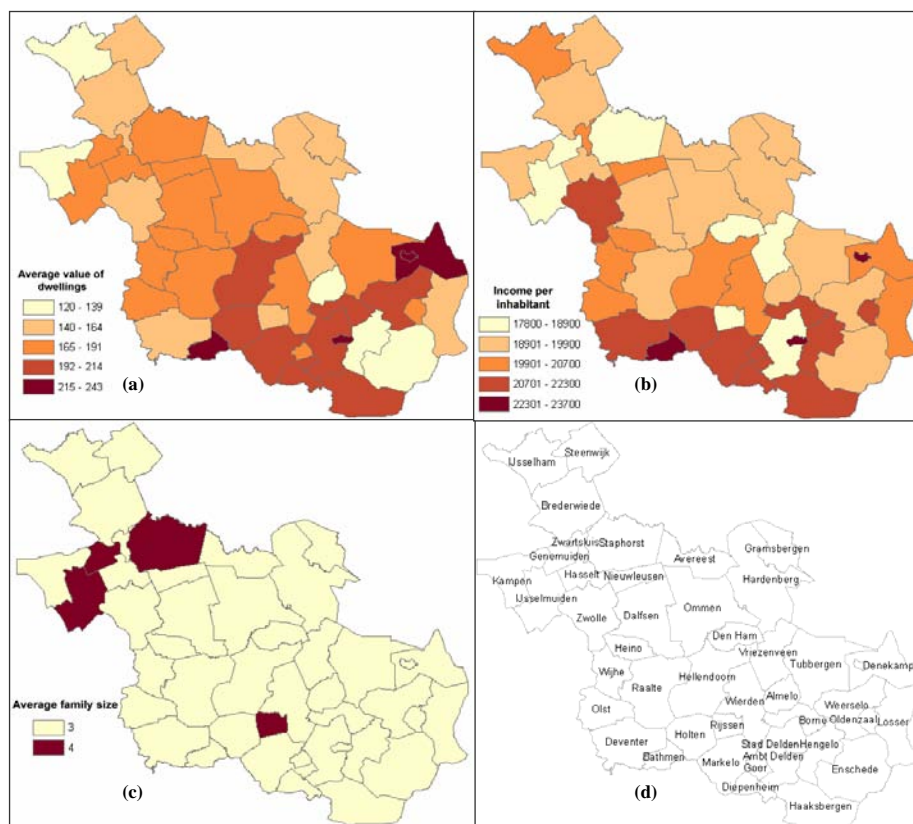 Average value of
dwellings
120 - 139
140 - 164
165 - 191
192 - 214
215 - 243
(a)
Income per
inhabitant
17800 - 18900
18901 - 19900
19901 - 20700
20701 - 22300
22301 - 23700
(b)
Average family size
3
4
(c)
Steenwijk
IJsselham
Brederwiede
Zwartsluis
Staphorst
Genemuiden
Avereest
Gramsbergen
Kampen
Hasselt
Nieuwleusen
Hardenberg
IJsselmuiden
Zwolle
Dalfsen
Ommen
Den Ham
Heino
Vriezenveen
Tubbergen
Denekamp
Wijhe
Raalte
Hellendoorn
Wierden
Almelo
Weerselo
Olst
Rijssen
Borne
Oldenzaal
Losser
Deventer
Holten
Stad Delden
Hengelo
Bathmen
Markelo
Ambt Delden
Goor
Enschede
Diepenheim
Haaksbergen
(d)